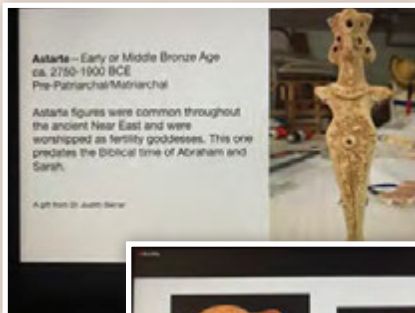 Astarte – Early or Middle Bronze Age
ca. 2750-1900 BCE
Pre-Patriarchal/Matriarchal
Astarte figures were common throughout
the ancient Near East and were
worshipped as fertility goddesses. This one
predates the Biblical time of Abraham and
Sarah.
A gift from Dr. Judith